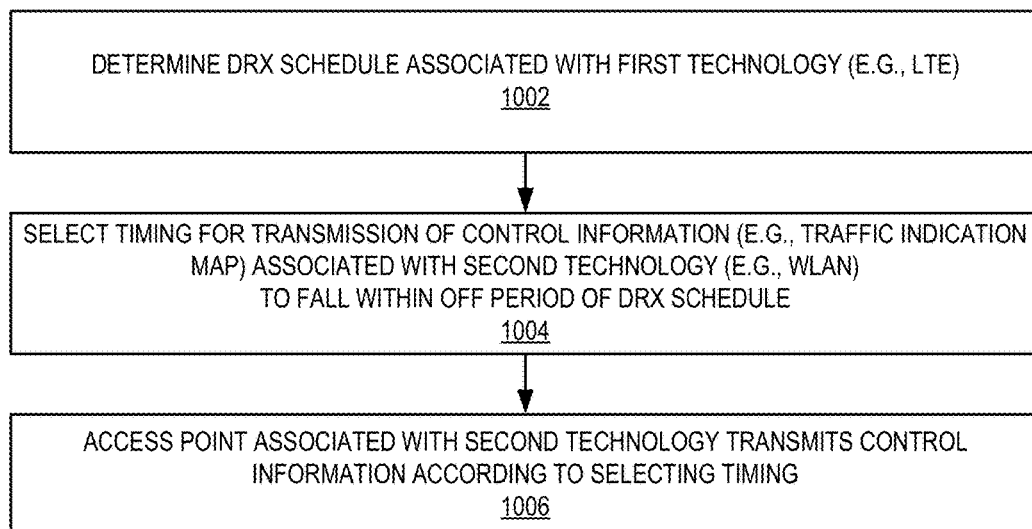 DETERMINE DRX SCHEDULE ASSOCIATED WITH FIRST TECHNOLOGY (E.G., LTE)
1002
SELECT TIMING FOR TRANSMISSION OF CONTROL INFORMATION (E.G., TRAFFIC INDICATION
MAP) ASSOCIATED WITH SECOND TECHNOLOGY (E.G., WLAN)
TO FALL WITHIN OFF PERIOD OF DRX SCHEDULE
1004
ACCESS POINT ASSOCIATED WITH SECOND TECHNOLOGY TRANSMITS CONTROL
INFORMATION ACCORDING TO SELECTING TIMING
1006